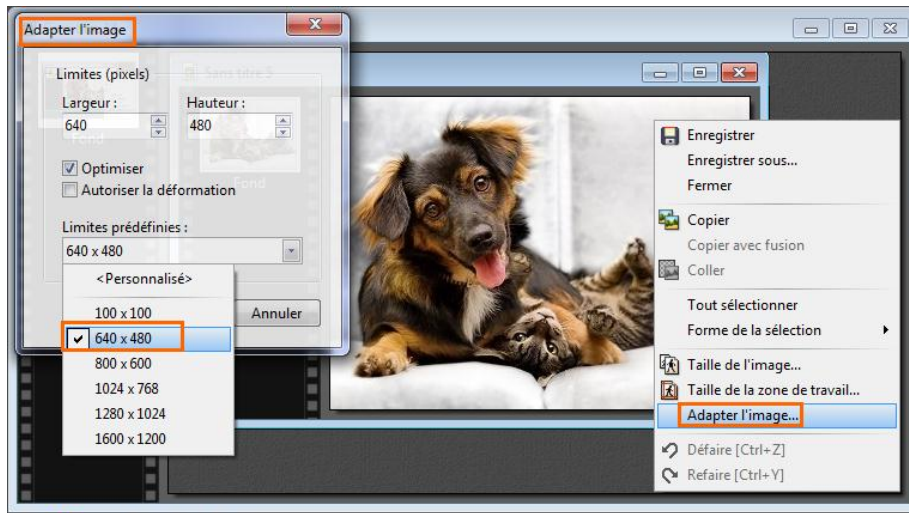 Adapter l'image
Limites (pixels)
Sans titre 5
Largeur :
Hauteur :
640
480
Fond
Optimiser
Autoriser la déformation
Fond
Limites prédéfinies :
640 x 480
<Personnalisé>
100 x 100
640 x 480
800 x 600
1024 x 768
1280 x 1024
1600 x 1200
Annuler
Enregistrer
Enregistrer sous...
Fermer
Copier
Copier avec fusion
Coller
Tout sélectionner
Forme de la sélection
Taille de l'image...
Taille de la zone de travail...
Adapter l'image...
Défaire [Ctrl+Z]
Refaire [Ctrl+Y]